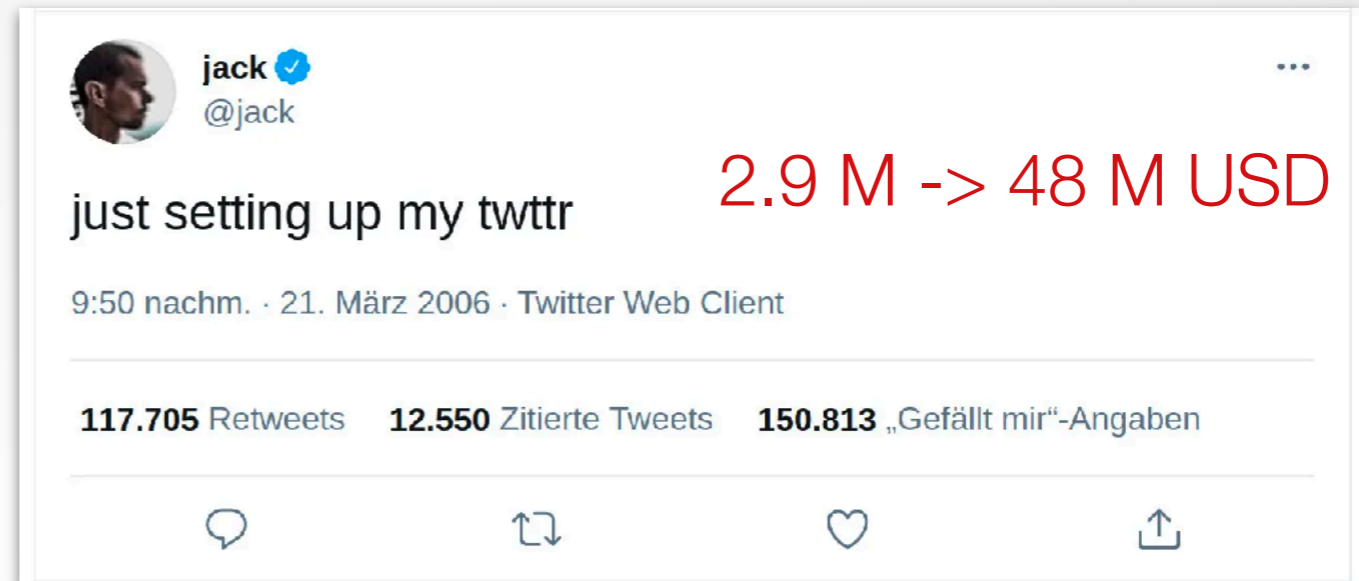 jack
@jack
2.9 M -> 48 M USD
just setting up my twttr
9:50 nachm. · 21. März 2006 · Twitter Web Client
117.705 Retweets 12.550 Zitierte Tweets 150.813 „Gefällt mir“-Angaben